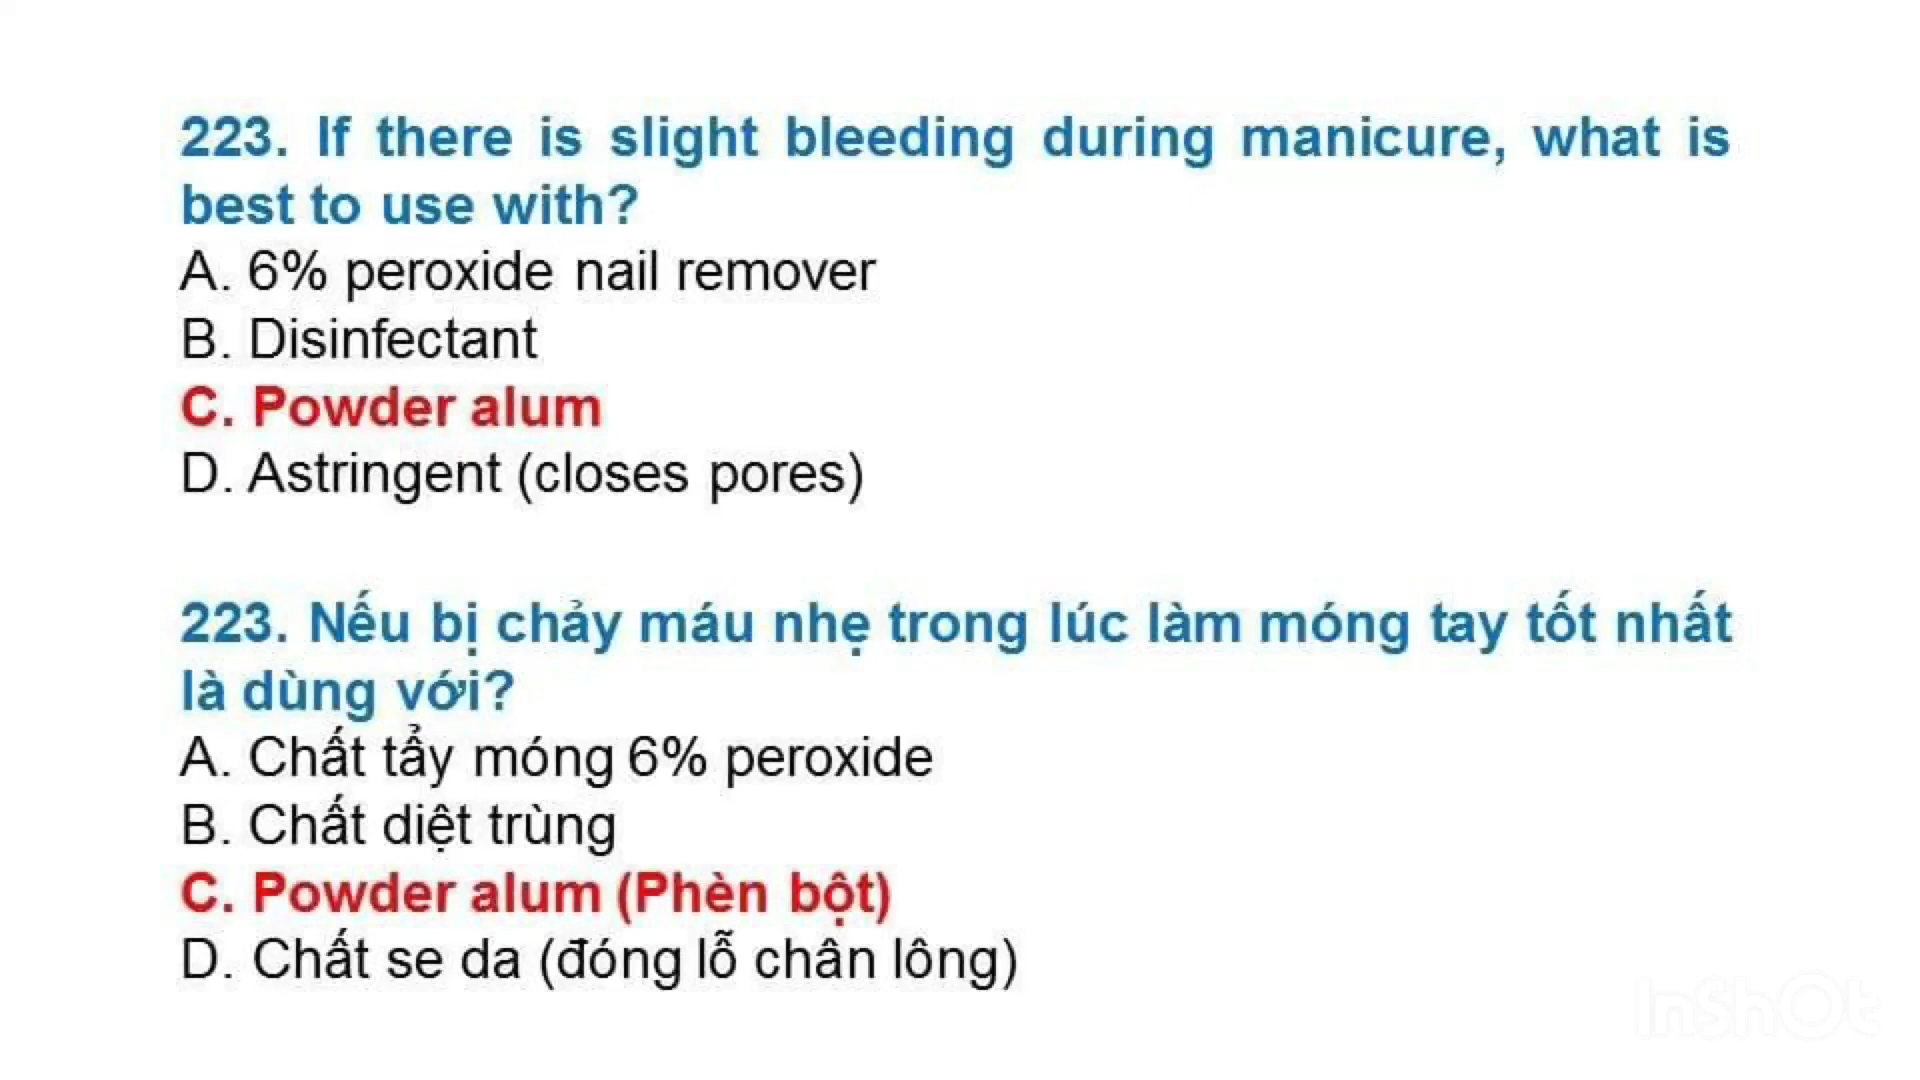 223. If there is slight bleeding during manicure, what is
best to use with?
A. 6% peroxide nail remover
B. Disinfectant
C. Powder alum
D. Astringent (closes pores)
223. Nếu bị chảy máu nhẹ trong lúc làm móng tay tốt nhất
là dùng với?
A. Chất tẩy móng 6% peroxide
B. Chất diệt trùng
C. Powder alum (Phèn bột)
D. Chất se da (đóng lỗ chân lông)
InShOt